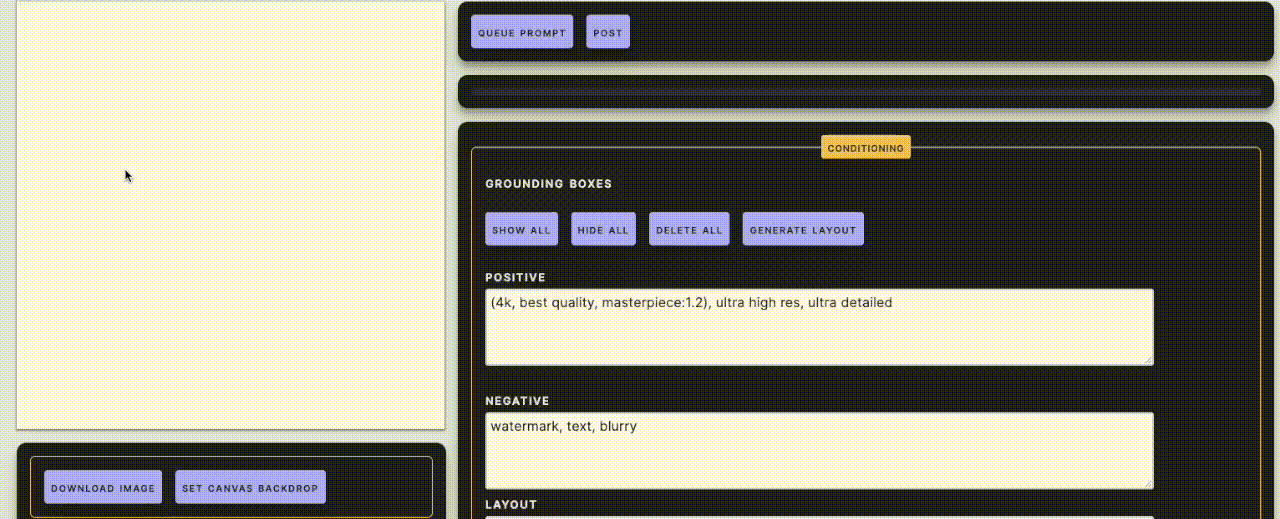 QUEUE PROMPT POST
CONDITIONING
GROUNDING BOXES
SHOW ALL HIDE ALL DELETE ALL GENERATE LAYOUT
POSITIVE
(4k, best quality, masterpiece:1.2), ultra high res, ultra detailed
NEGATIVE
watermark, text, blurry
LAYOUT
DOWNLOAD IMAGE SET CANVAS BACKDROP